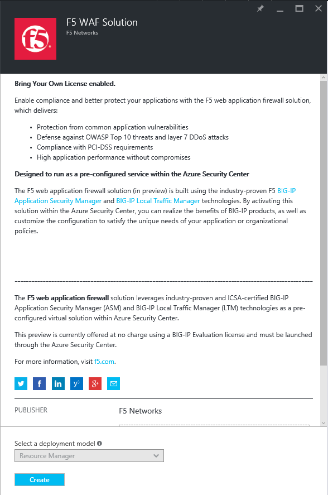 F5 WAF Solution
F5 Networks
Bring Your Own License enabled.
Enable compliance and better protect your applications with the F5 web application firewall solution,
which delivers:
• Protection from common application vulnerabilities
• Defense against OWASP Top 10 threats and layer 7 DDoS attacks
• Compliance with PCI-DSS requirements
• High application performance without compromises
Designed to run as a pre-configured service within the Azure Security Center
The F5 web application firewall solution (in preview) is built using the industry-proven F5 BIG-IP
Application Security Manager and BIG-IP Local Traffic Manager technologies. By activating this
solution within the Azure Security Center, you can realize the benefits of BIG-IP products, as well as
customize the configuration to satisfy the unique needs of your application or organizational
policies.
The F5 web application firewall solution leverages industry-proven and ICSA-certified BIG-IP
Application Security Manager (ASM) and BIG-IP Local Traffic Manager (LTM) technologies as a pre-
configured virtual solution within Azure Security Center.
This preview is currently offered at no charge using a BIG-IP Evaluation license and must be launched
through the Azure Security Center.
For more information, visit f5.com.
PUBLISHER F5 Networks
Select a deployment model
Resource Manager
Create